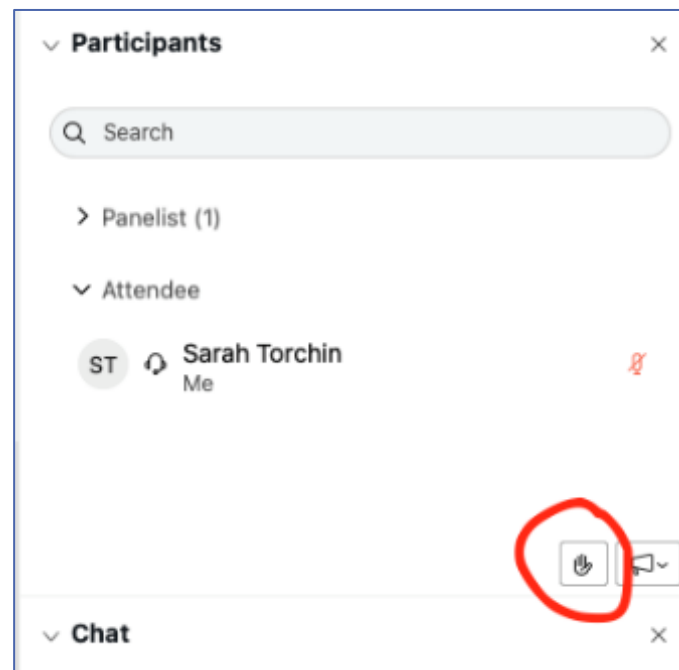 Participants
Search
Panelist (1)
Attendee
ST
Sarah Torchin
Me
Chat